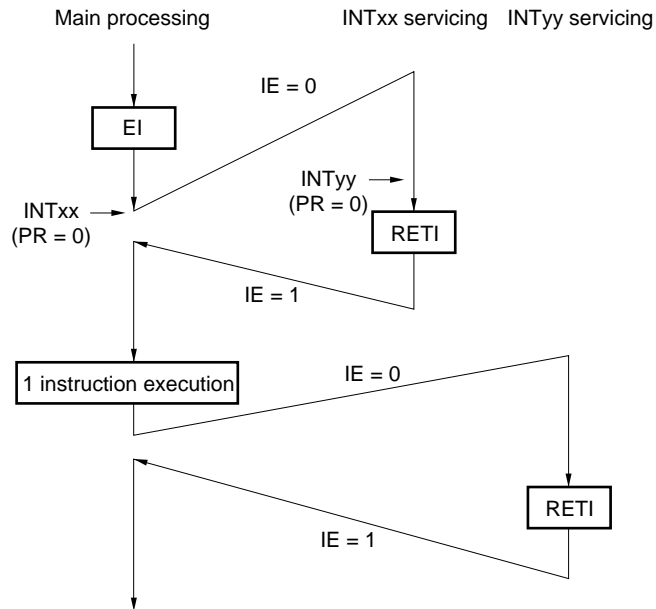 Main processing
INTxx servicing
INTyy servicing
IE = 0
EI
INTyy
(PR = 0)
INTxx
(PR = 0)
RETI
IE = 1
1 instruction execution
IE = 0
RETI
IE = 1